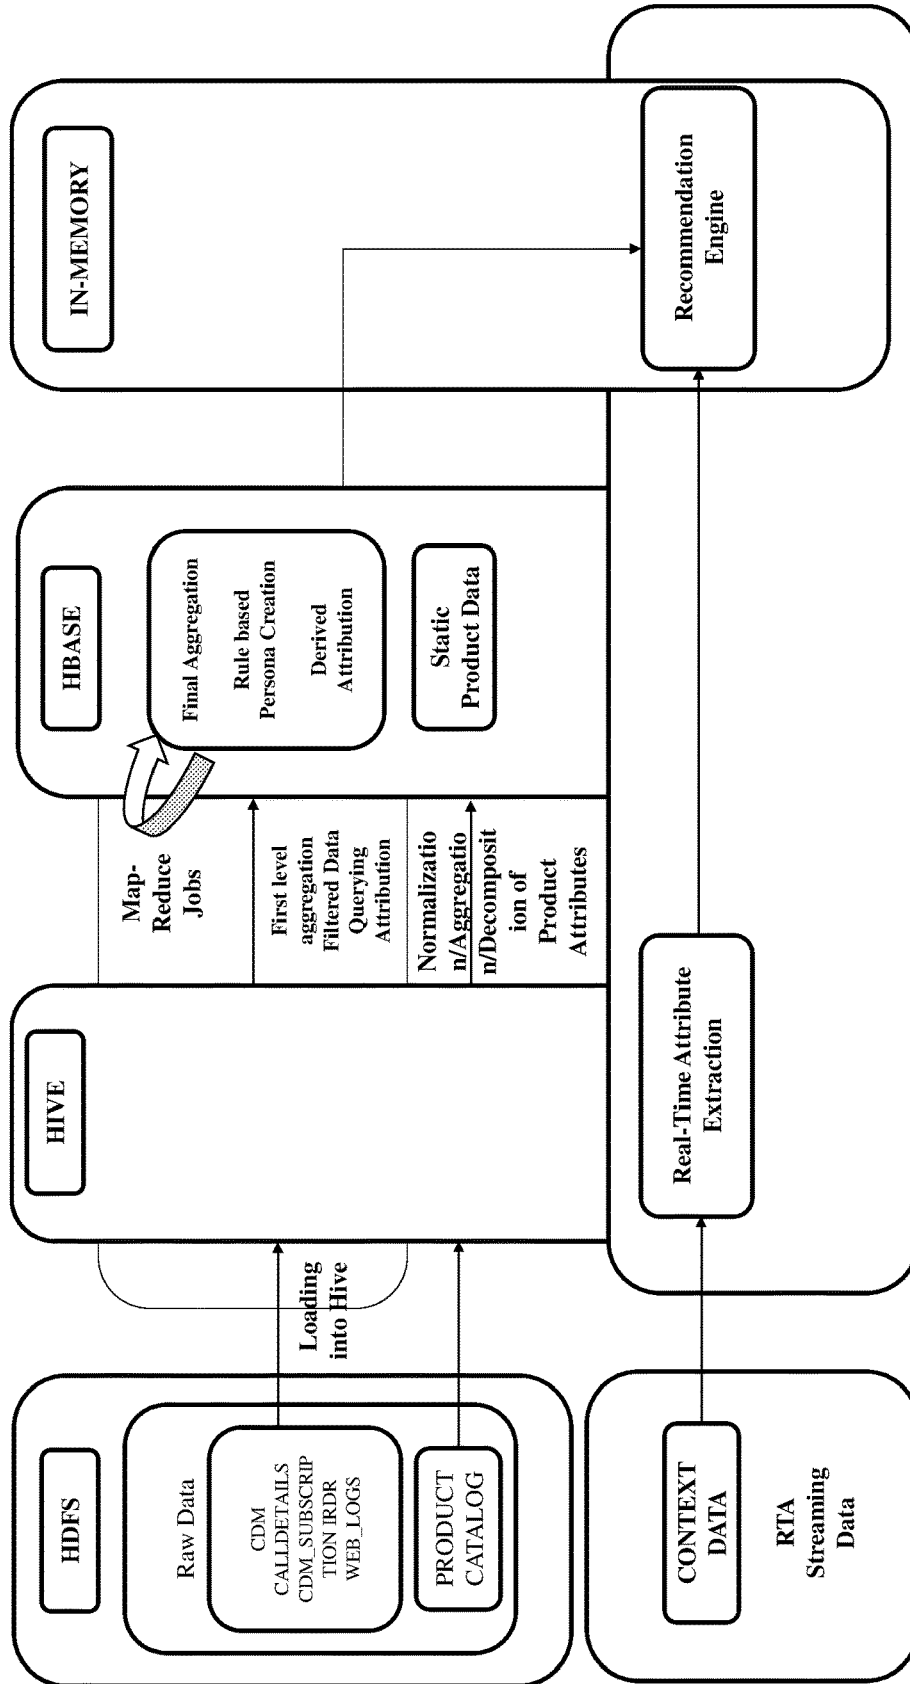 HDFS
Raw Data
CDM
CALLDETAILS
CDM_SUBSCRIP
TION IRDR
WEB_LOGS
PRODUCT
CATALOG
CONTEXT
DATA
RTA
Streaming
Data
Loading
into Hive
HIVE
Real-Time Attribute
Extraction
Map-
Reduce
Jobs
First level
aggregation
Filtered Data
Querying
Attribution
Normalizatio
n/Aggregatio
n/Decomposit
ion of
Product
Attributes
HBASE
Final Aggregation
Rule based
Persona Creation
Derived
Attribution
Static
Product Data
IN-MEMORY
Recommendation
Engine